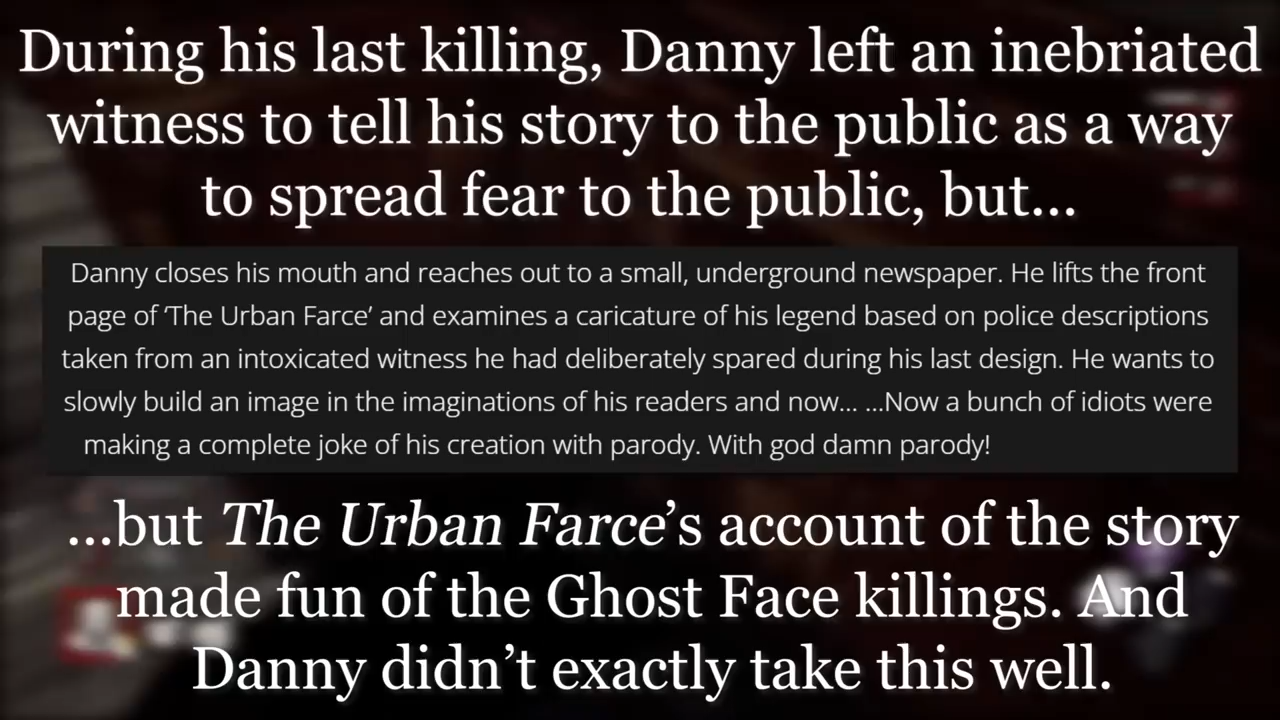 During his last killing, Danny left an inebriated
witness to tell his story to the public as a way
to spread fear to the public, but...
Danny closes his mouth and reaches out to a small, underground newspaper. He lifts the front
page of ‘The Urban Farce’ and examines a caricature of his legend based on police descriptions
taken from an intoxicated witness he had deliberately spared during his last design. He wants to
slowly build an image in the imaginations of his readers and now... ...Now a bunch of idiots were
making a complete joke of his creation with parody. With god damn parody!
...but The Urban Farce’s account of the story
made fun of the Ghost Face killings. And
Danny didn’t exactly take this well.